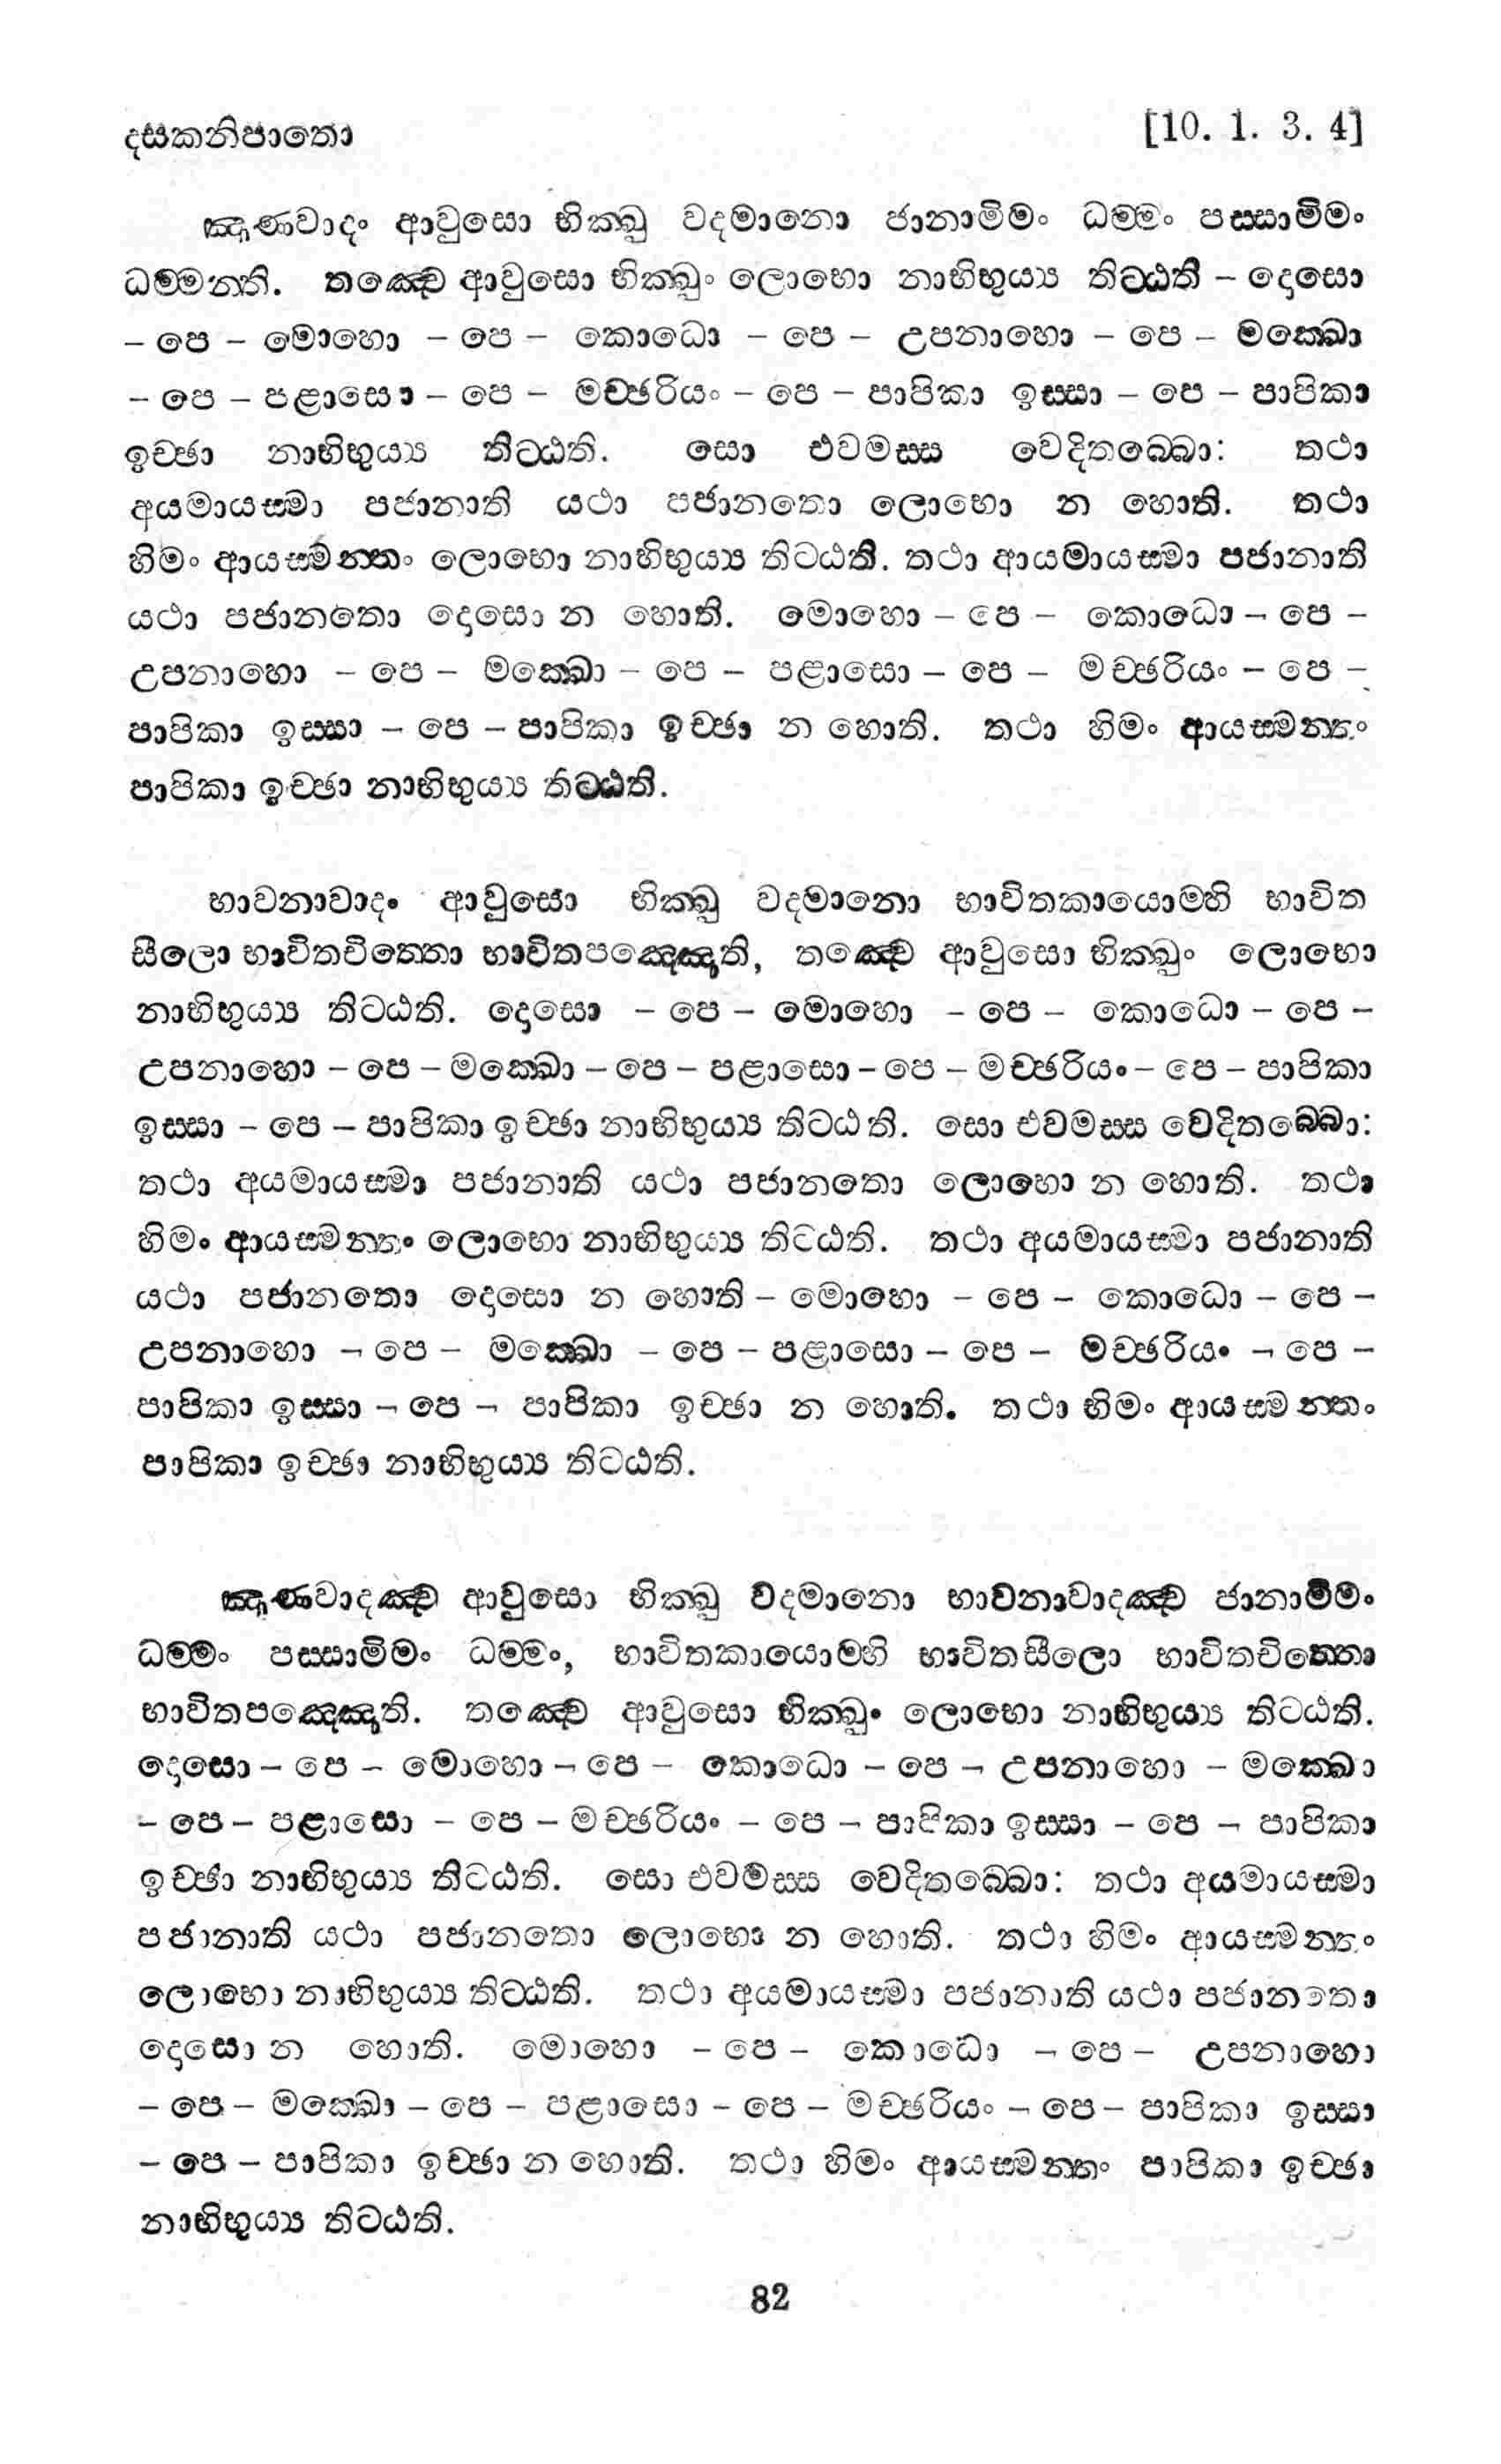 දසකනිපාතො [10. 1. 3. 4]
ඤාණවාදං ආවුසො භික්ඛු වදමානො ජානාමිමං ධම්මං පස්සාමිමං
ධම්මන්ති. තඤ්චෙ ආවුසො භික්ඛුං ලොභො නාභිභුය්‍ය තිට්ඨති – දොසො
– පෙ – මොහො – පෙ – කොධො – පෙ – උපනාහො – පෙ – මක්ඛො
– පෙ – පළාසො – පෙ – මච්ඡරියං – පෙ – පාපිකා ඉස්සා – පෙ – පාපිකා
ඉච්ඡා නාභිභුය්‍ය තිට්ඨති. සො එවමස්ස වෙදිතබ්බො: තථා
අයමායස්මා පජානාති යථා පජානතො ලොභො න හොති. තථා
හිමං ආයස්මන්තං ලොභො නාභිභුය්‍ය තිට්ඨති. තථා ආයමායස්මා පජානාති
යථා පජානතො දොසො න හොති. මොහො – පෙ – කොධො – පෙ –
උපනාහො – පෙ – මක්ඛො – පෙ – පළාසො – පෙ – මච්ඡරියං – පෙ –
පාපිකා ඉස්සා – පෙ – පාපිකා ඉච්ඡා න හොති. තථා හිමං ආයස්මන්තං
පාපිකා ඉච්ඡා නාභිභුය්‍ය තිට්ඨති.
භාවනාවාදං ආවුසො භික්ඛු වදමානො භාවිතකායොම්හි භාවිත
සීලො භාවිතචිත්තො භාවිතපඤ්ඤොති, තඤ්චෙ ආවුසො භික්ඛුං ලොභො
නාභිභුය්‍ය තිට්ඨති. දොසො – පෙ – මොහො – පෙ – කොධො – පෙ –
උපනාහො – පෙ – මක්ඛො – පෙ – පළාසො – පෙ – මච්ඡරියං – පෙ – පාපිකා
ඉස්සා – පෙ – පාපිකා ඉච්ඡා නාභිභුය්‍ය තිට්ඨති. සො එවමස්ස වෙදිතබ්බො:
තථා අයමායස්මා පජානාති යථා පජානතො ලොහො න හොති. තථා
හිමං ආයස්මන්තං ලොභො නාභිභුය්‍ය තිට්ඨති. තථා අයමායස්මා පජානාති
යථා පජානතො දොසො න හොති – මොහො – පෙ – කොධො – පෙ –
උපනාහො – පෙ – මක්ඛො – පෙ – පළාසො – පෙ – මච්ඡරියං – පෙ –
පාපිකා ඉස්සා – පෙ – පාපිකා ඉච්ඡා න හොති. තථා භිමං ආයස්මන්තං
පාපිකා ඉච්ඡා නාභිභුය්‍ය තිට්ඨති.
ඤාණවාදඤ්ච ආවුසො භික්ඛු වදමානො භාවනාවාදඤ්ච ජානාමිමං
ධම්මං පස්සාමිමං ධම්මං, භාවිතකායොම්හි භාවිතසීලො භාවිතචිත්තො
භාවිතපඤ්ඤොති. තඤ්චෙ ආවුසො භික්ඛුං ලොභො නාභිභුය්‍ය තිට්ඨති.
දොසො – පෙ – මොහො – පෙ – කොධො – පෙ – උපනාහො – මක්ඛො
– පෙ – පළාසො – පෙ – මච්ඡරියං – පෙ – පාපිකා ඉස්සා – පෙ – පාපිකා
ඉච්ඡා නාභිභුය්‍ය තිට්ඨති. සො එවමස්ස වෙදිතබ්බො: තථා අයමායස්මා
පජානාති යථා පජානතො ලොභො න හොති. තථා හිමං ආයස්මන්තං
ලොභො නාභිභුය්‍ය තිට්ඨති. තථා අයමායස්මා පජානාති යථා පජානතො
දොසො න හොති. මොහො – පෙ – කොධො – පෙ – උපනාහො
– පෙ – මක්ඛො – පෙ – පළාසො – පෙ – මච්ඡරියං – පෙ – පාපිකා ඉස්සා
– පෙ – පාපිකා ඉච්ඡා න හොති. තථා හිමං ආයස්මන්තං පාපිකා ඉච්ඡා
නාභිභුය්‍ය තිට්ඨති.
82